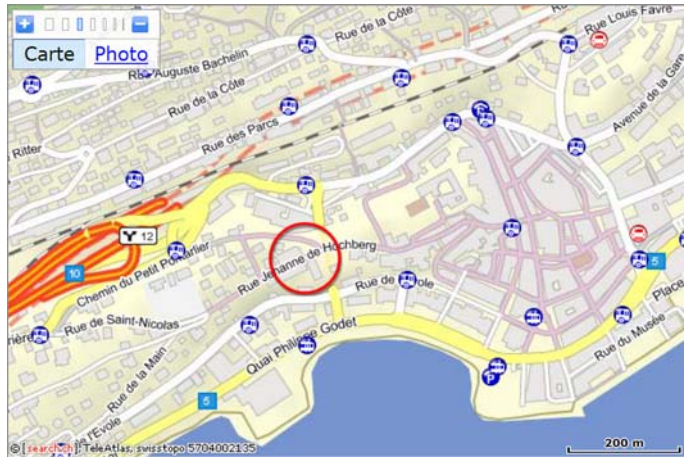 Carte Photo
Rue Louis Favre
Rue de la Côte
Rue Auguste Bachelin
Rue de la Côte
Avenue de la Gare
Rue des Parcs
Ritter
12
10
Chemin du Petit Pontarlier
Rue Jehanne de Hochberg
5
Rue de l'Evole
Place
Rue de Saint-Nicolas
Quai Philippe Godet
Rue du Musée
Rue de la Main
5
P
de l'Evole
200 m
© [search.ch], TeleAtlas, swisstopo 5704002135